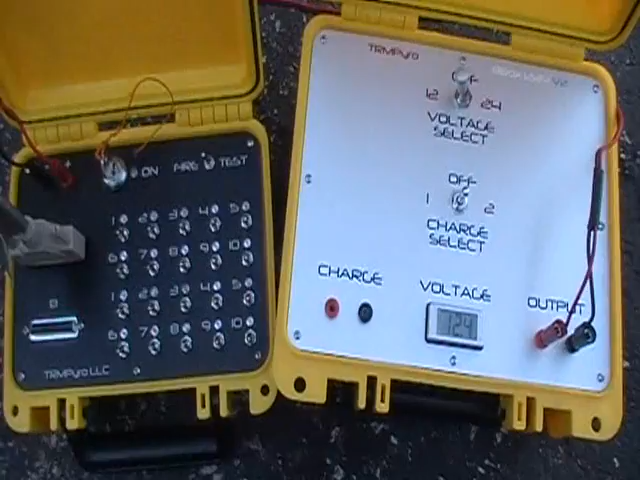 ON FIRE TEST
1 2 3 4 5
6 7 8 9 10
1 2 3 4 5
6 7 8 9 10
TRMPyro LLC
TRMPyro
OFF
12 24
VOLTAGE
SELECT
OFF
1 2
CHARGE
SELECT
CHARGE
VOLTAGE
OUTPUT